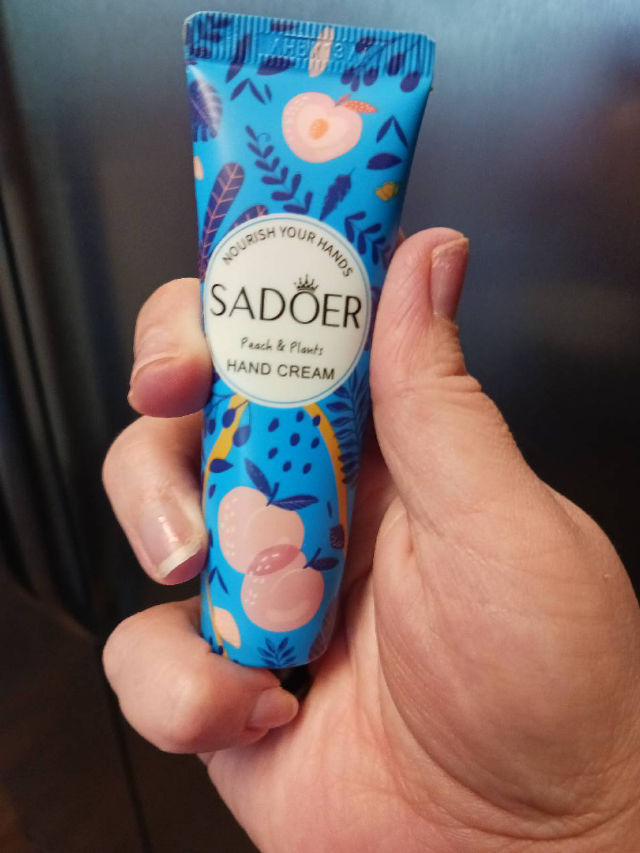 NOURISH YOUR HANDS
SADOER
Peach & Plants
HAND CREAM